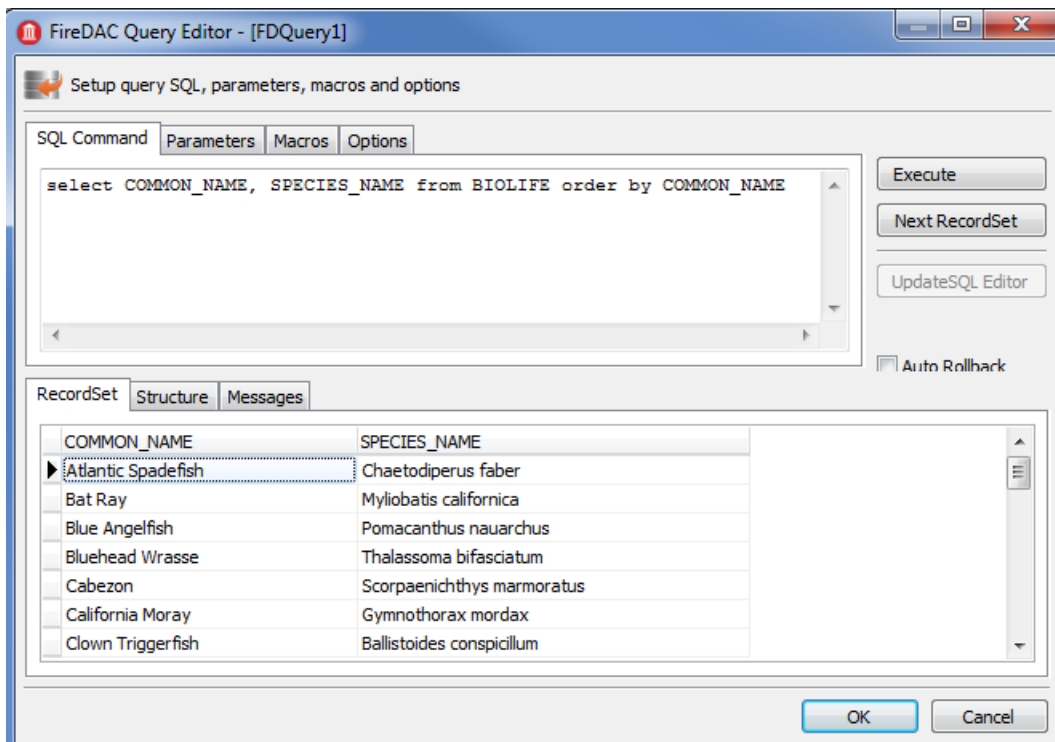 FireDAC Query Editor - [FDQuery1]
Setup query SQL, parameters, macros and options
SQL Command Parameters Macros Options
select COMMON_NAME, SPECIES_NAME from BIOLIFE order by COMMON_NAME
Execute
Next RecordSet
UpdateSQL Editor
Auto Rollback
RecordSet Structure Messages
COMMON_NAME SPECIES_NAME
Atlantic Spadefish Chaetodiperus faber
Bat Ray Myliobatis californica
Blue Angelfish Pomacanthus nauarchus
Bluehead Wrasse Thalassoma bifasciatum
Cabezon Scorpaenichthys marmoratus
California Moray Gymnothorax mordax
Clown Triggerfish Ballistoides conspicillum
OK Cancel